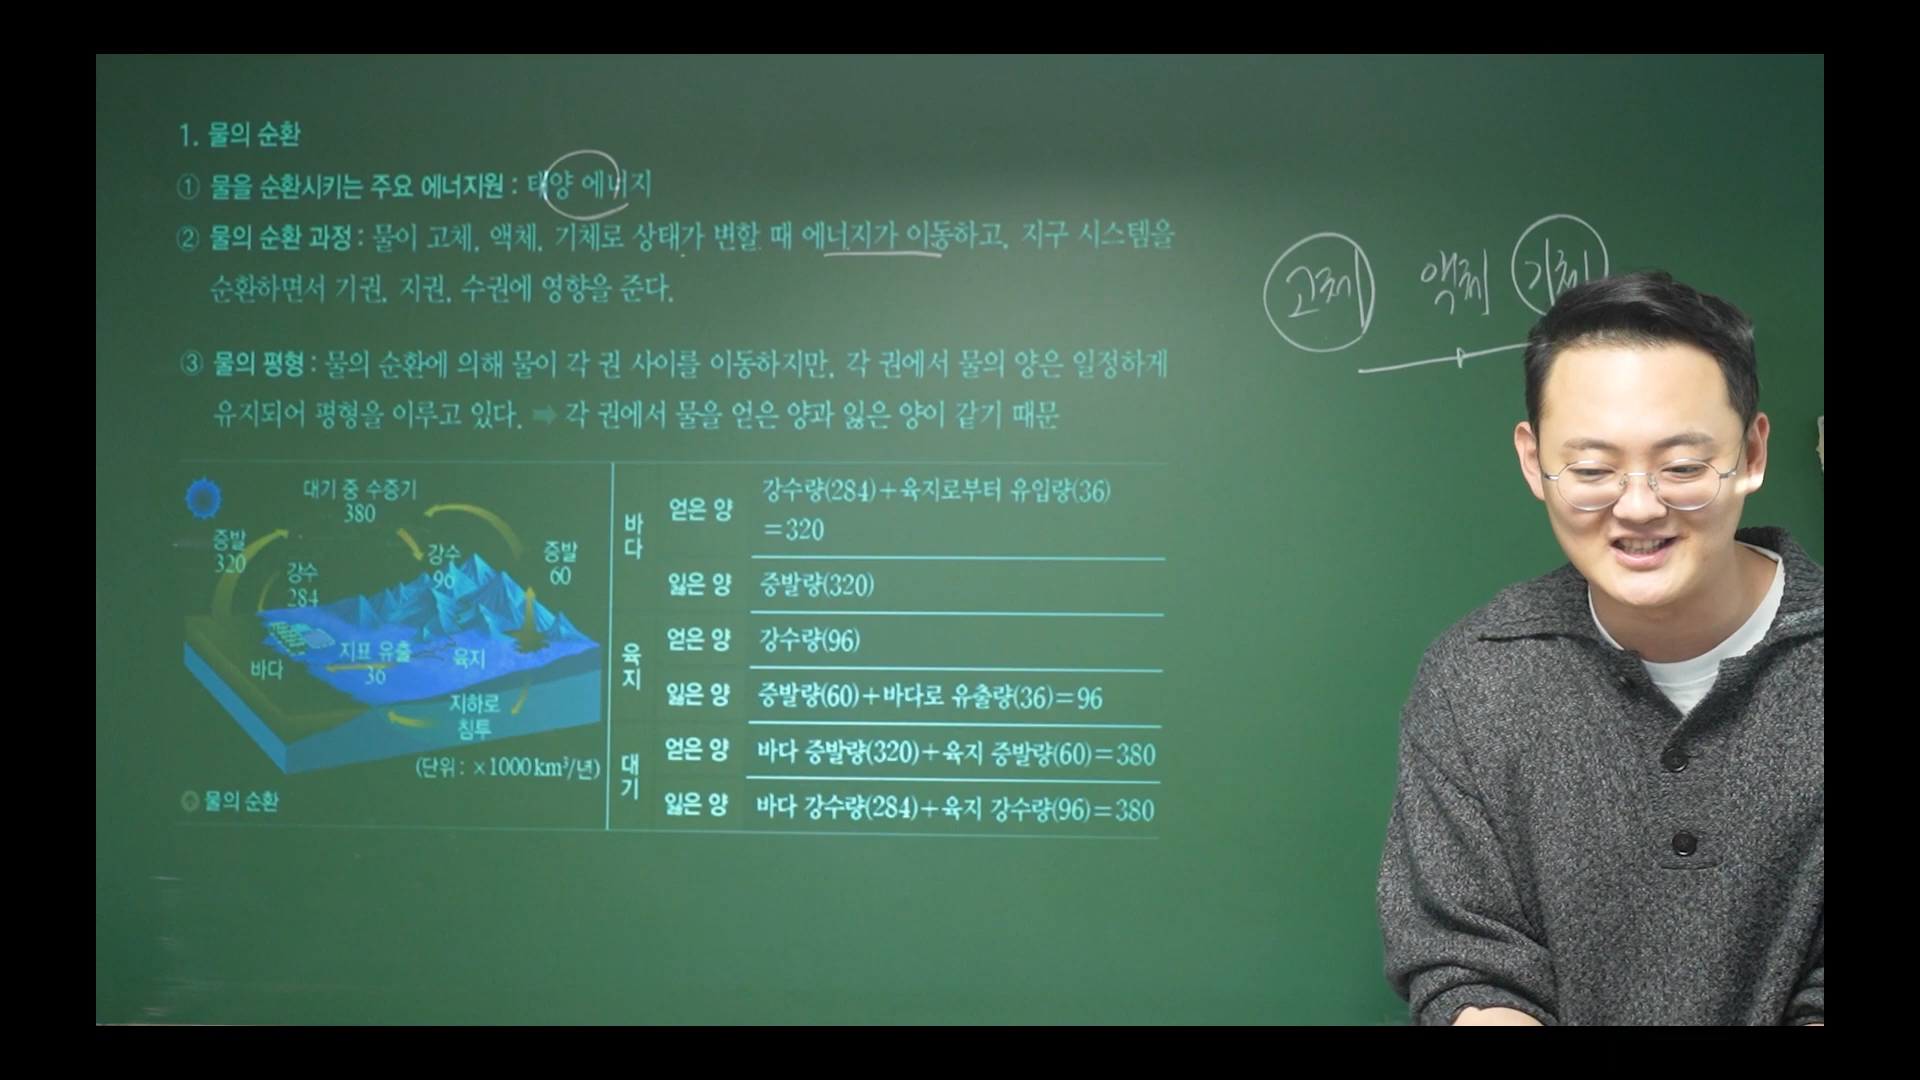 1. 물의 순환
① 물을 순환시키는 주요 에너지원 : 태양 에너지
② 물의 순환 과정 : 물이 고체, 액체, 기체로 상태가 변할 때 에너지가 이동하고, 지구 시스템을
순환하면서 기권, 지권, 수권에 영향을 준다.
③ 물의 평형 : 물의 순환에 의해 물이 각 권 사이를 이동하지만, 각 권에서 물의 양은 일정하게
유지되어 평형을 이루고 있다. ➡ 각 권에서 물을 얻은 양과 잃은 양이 같기 때문
대기 중 수증기
380
증발
320
강수
284
강수
96
증발
60
바다
지표 유출
36
육지
지하로
침투
(단위 : ×1000km³/년)
물의 순환
바다
얻은 양
강수량(284)+육지로부터 유입량(36)
=320
잃은 양
증발량(320)
육지
얻은 양
강수량(96)
잃은 양
증발량(60)+바다로 유출량(36)=96
대기
얻은 양
바다 증발량(320)+육지 증발량(60)=380
잃은 양
바다 강수량(284)+육지 강수량(96)=380
고체 액체 기체